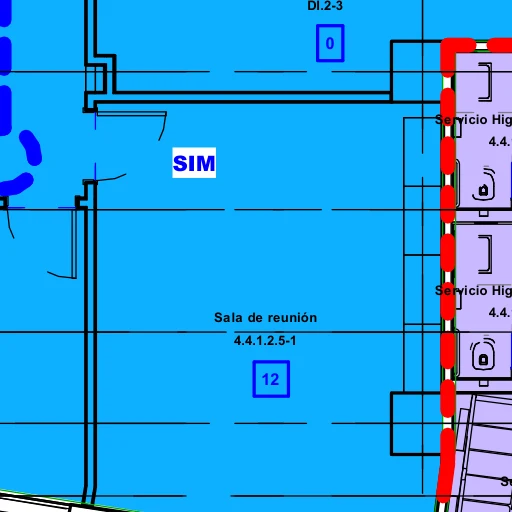 DI.2-3
0
Servicio Hig
4.4.
SIM
Servicio Hig
4.4.
Sala de reunión
4.4.1.2.5-1
12
S